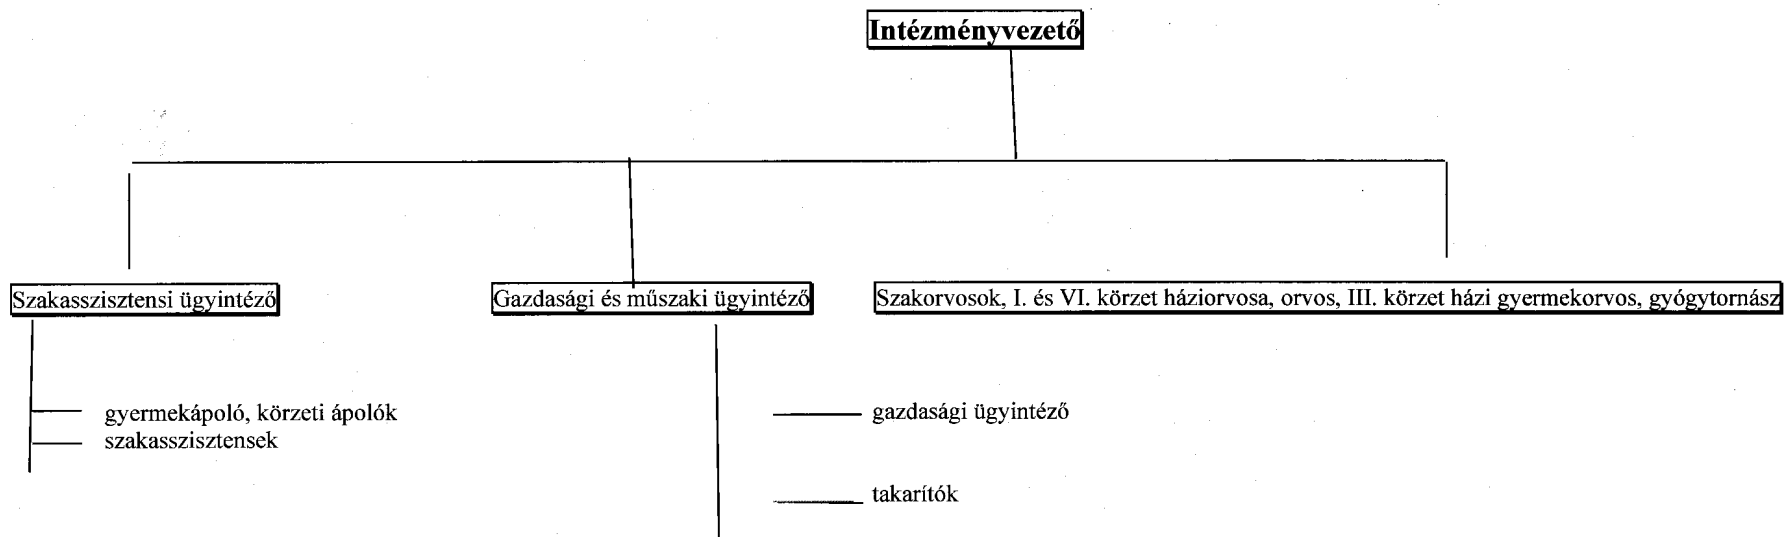 Intézményvezető
Szakasszisztensi ügyintéző
Gazdasági és műszaki ügyintéző
Szakorvosok, I. és VI. körzet háziorvosa, orvos, III. körzet házi gyermekorvos, gyógytornász
gyermekápoló, körzeti ápolók
szakasszisztensek
gazdasági ügyintéző
takarítók